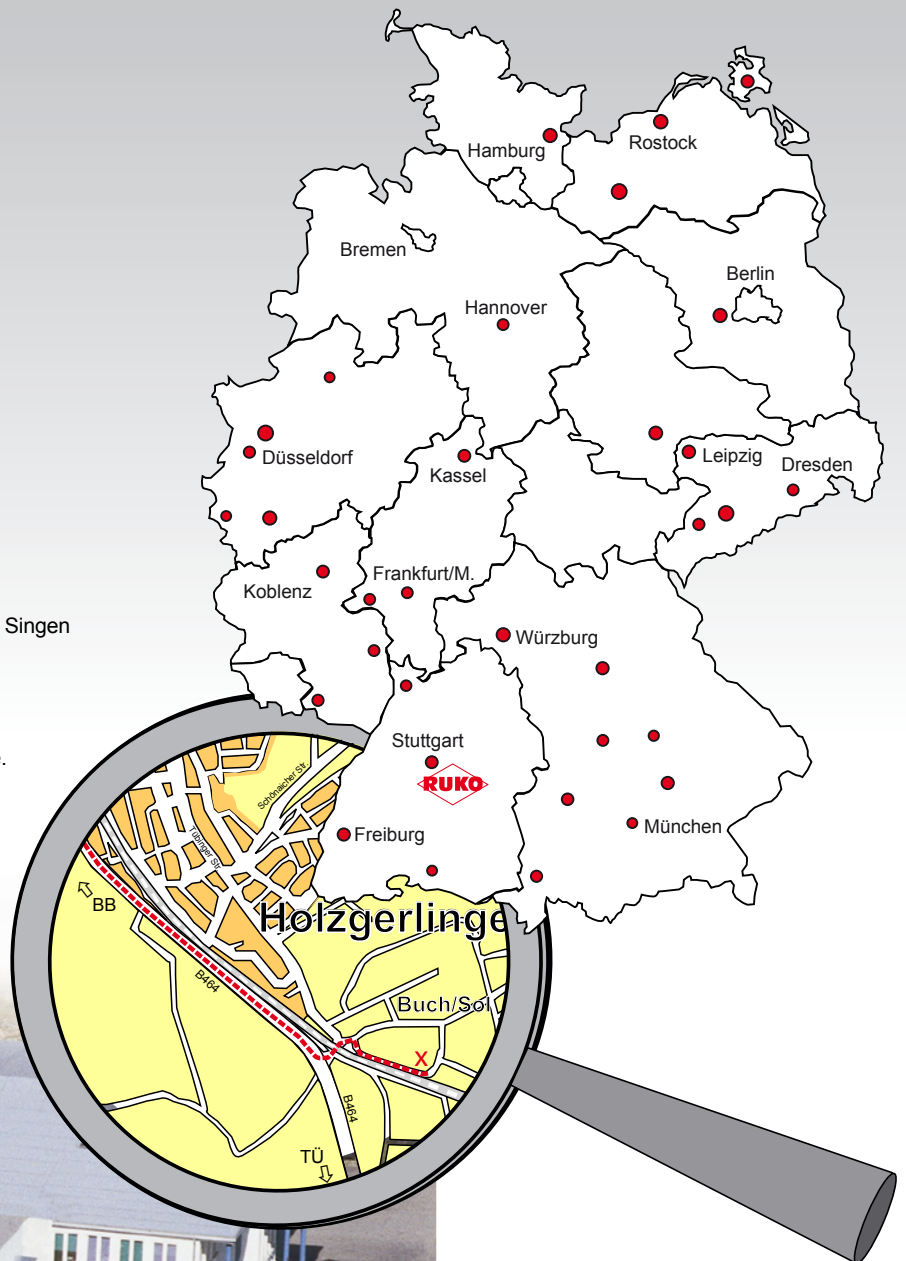 Rostock
Hamburg
Bremen
Berlin
Hannover
Düsseldorf
Kassel
Leipzig
Dresden
Koblenz
Frankfurt/M.
Singen
Würzburg
Stuttgart
RUKO
Freiburg
München
Schönaicher Str.
Tübinger Str.
BB
Holzgerlinge
B464
Buch/Sol
X
B464
TÜ